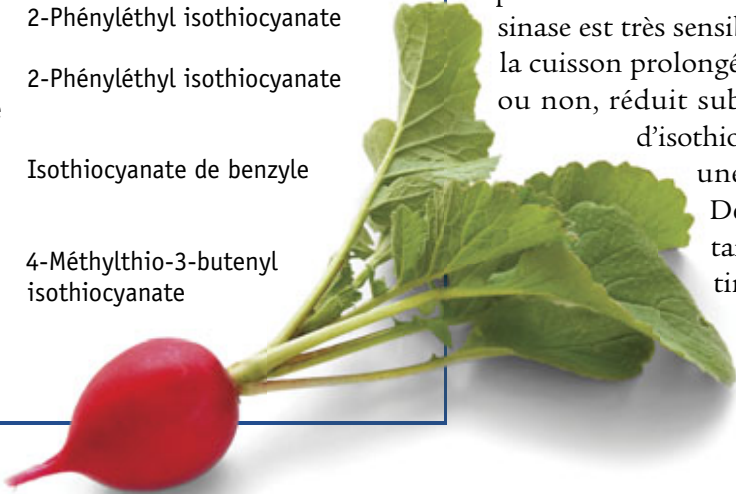 2-Phényléthyl isothiocyanate
2-Phényléthyl isothiocyanate
Isothiocyanate de benzyle
4-Méthylthio-3-butenyl
isothiocyanate
sinase est très sensib
la cuisson prolongé
ou non, réduit sub
d’isothio
une
De
tan
tin